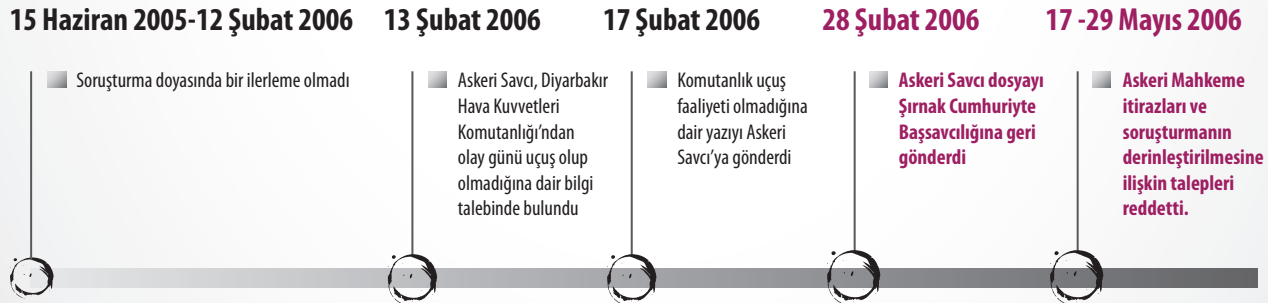 15 Haziran 2005-12 Şubat 2006
Soruşturma doyasında bir ilerleme olmadı
13 Şubat 2006
Askeri Savcı, Diyarbakır
Hava Kuvvetleri
Komutanlığı’ndan
olay günü uçuş olup
olmadığına dair bilgi
talebinde bulundu
17 Şubat 2006
Komutanlık uçuş
faaliyeti olmadığına
dair yazıyı Askeri
Savcı’ya gönderdi
28 Şubat 2006
Askeri Savcı dosyayı
Şırnak Cumhuriyte
Başsavcılığına geri
gönderdi
17 -29 Mayıs 2006
Askeri Mahkeme
itirazları ve
soruşturmanın
derinleştirilmesine
ilişkin talepleri
reddetti.